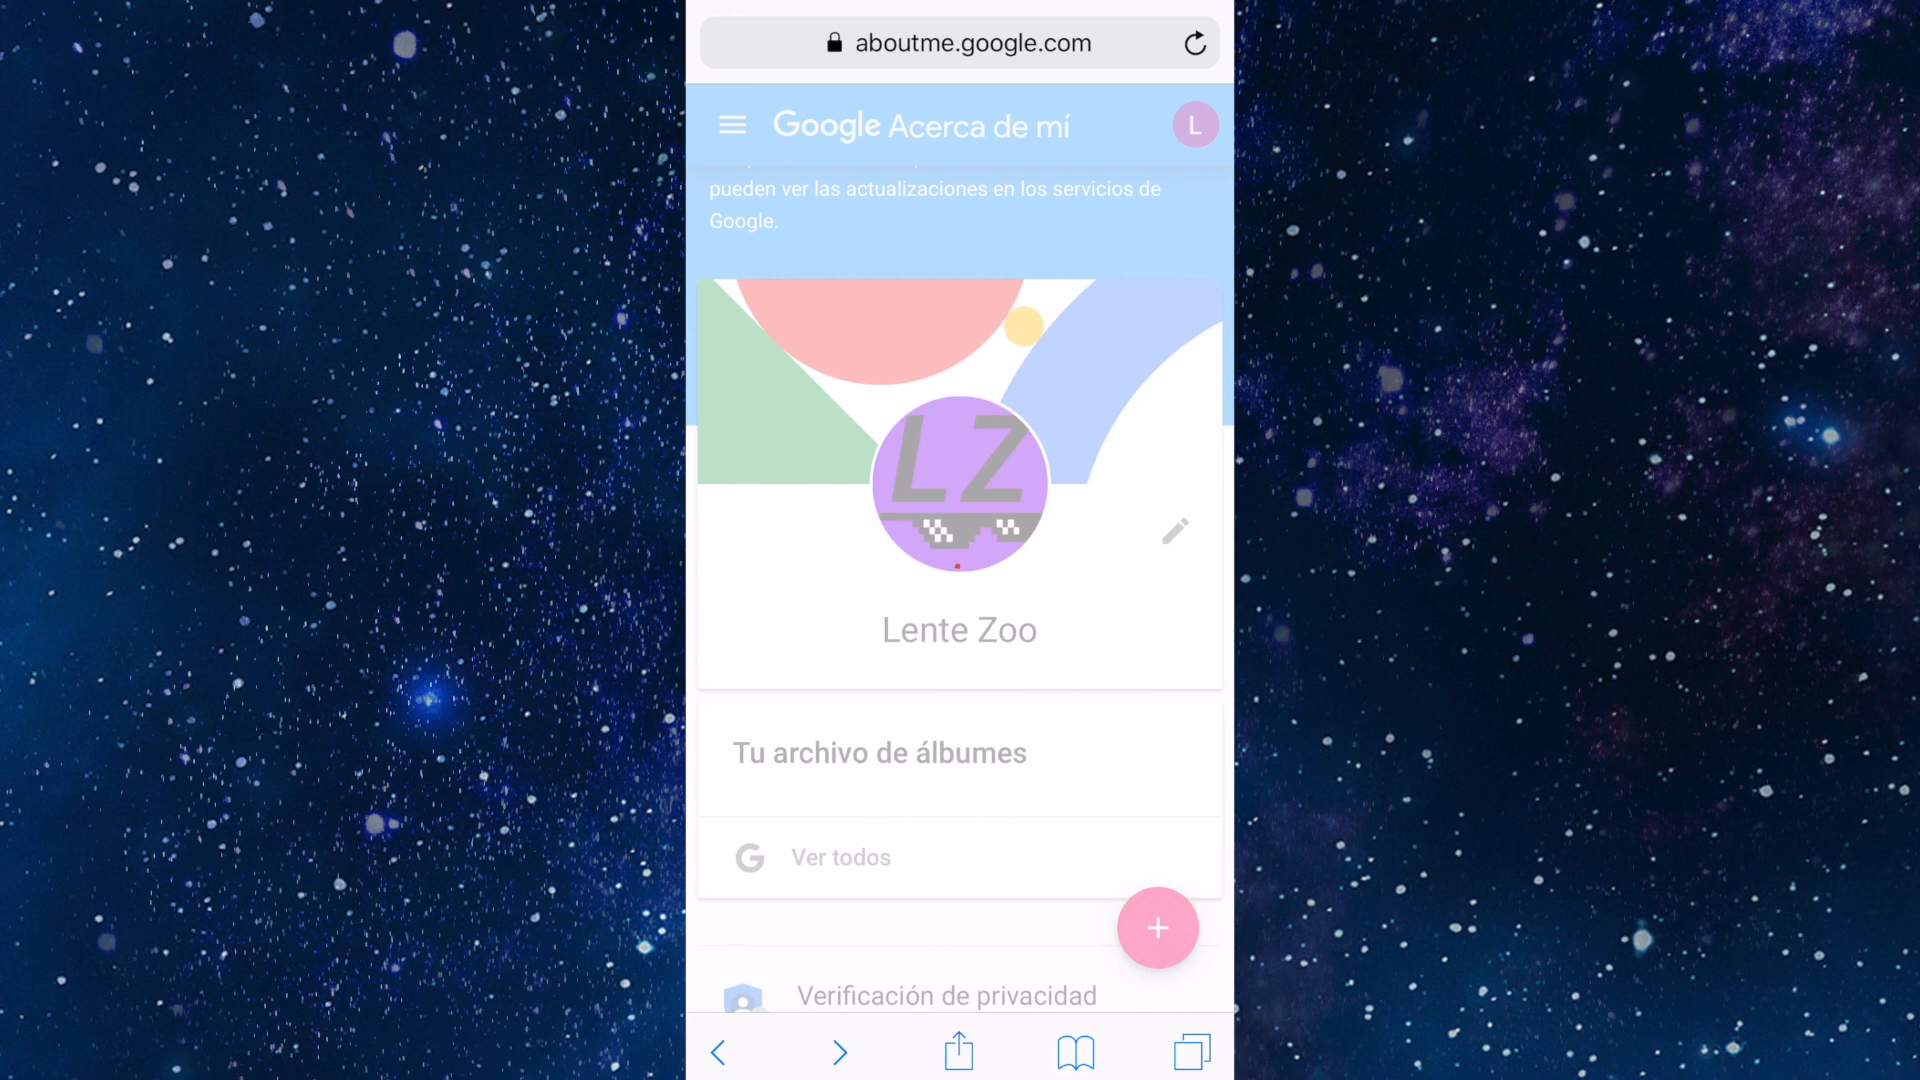 aboutme.google.com
Google Acerca de mí
L
pueden ver las actualizaciones en los servicios de
Google.
LZ
Lente Zoo
Tu archivo de álbumes
G
Ver todos
Verificación de privacidad